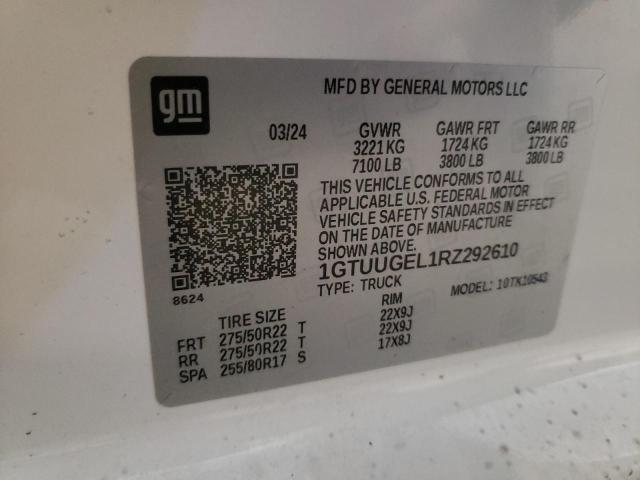 gm
MFD BY GENERAL MOTORS LLC
03/24 GVWR GAWR FRT GAWR RR
3221 KG 1724 KG 1724 KG
7100 LB 3800 LB 3800 LB
THIS VEHICLE CONFORMS TO ALL
APPLICABLE U.S. FEDERAL MOTOR
VEHICLE SAFETY STANDARDS IN EFFECT
ON THE DATE OF MANUFACTURE
SHOWN ABOVE.
1GTUUGEL1RZ292610
TYPE: TRUCK MODEL: 10TK10543
8624
TIRE SIZE RIM
FRT 275/50R22 T 22X9J
RR 275/50R22 T 22X9J
SPA 255/80R17 S 17X8J